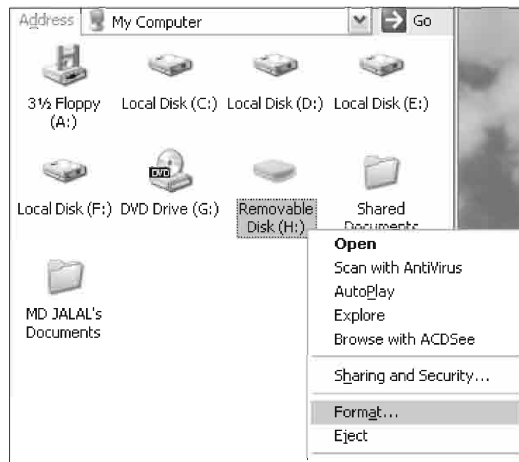 Address My Computer Go
3½ Floppy (A:)
Local Disk (C:)
Local Disk (D:)
Local Disk (E:)
Local Disk (F:)
DVD
DVD Drive (G:)
Removable Disk (H:)
Shared Documents
MD JALAL's Documents
Open
Scan with AntiVirus
AutoPlay
Explore
Browse with ACDSee
Sharing and Security...
Format...
Eject